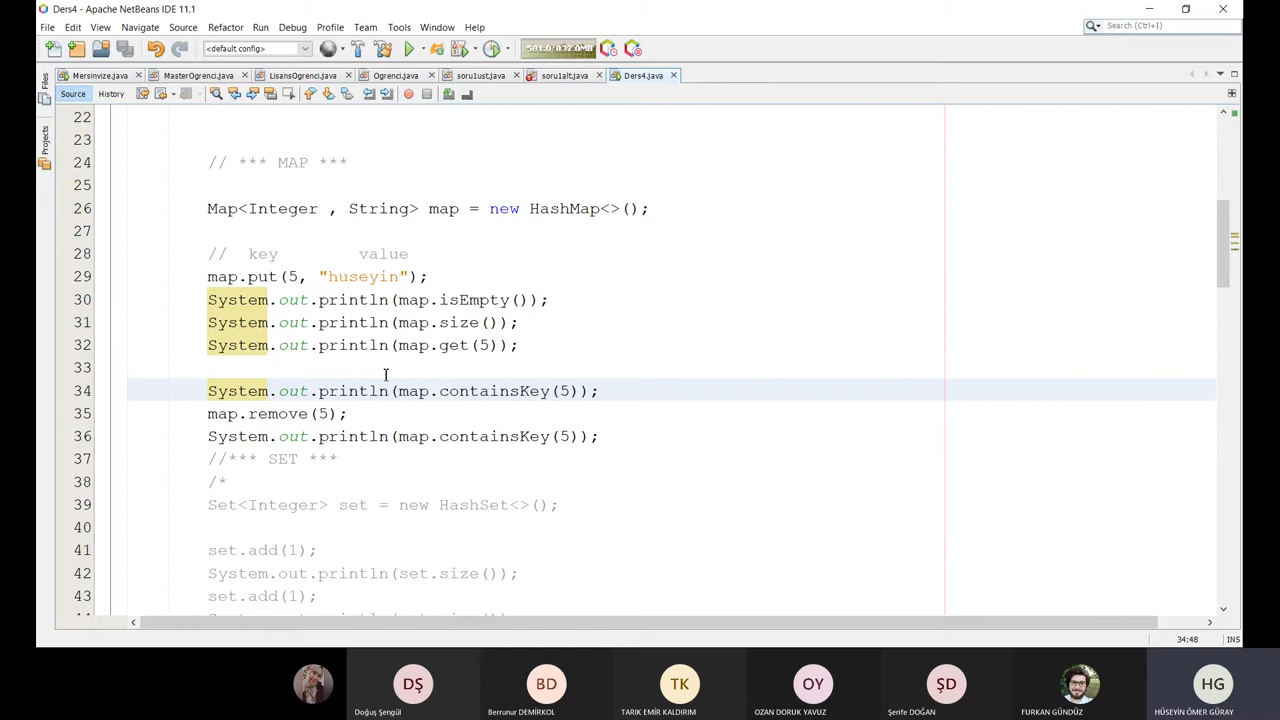 Ders4 - Apache NetBeans IDE 11.1
File Edit View Navigate Source Refactor Run Debug Profile Team Tools Window Help
Search (Ctrl+I)
<default config>
581.0/832.0MB
Mersinvize.java MasterOgrenci.java LisansOgrenci.java Ogrenci.java soru1ust.java soru1alt.java Ders4.java
Source History
Files
Projects
22
23
24 // *** MAP ***
25
26 Map<Integer , String> map = new HashMap<>();
27
28 // key value
29 map.put(5, "huseyin");
30 System.out.println(map.isEmpty());
31 System.out.println(map.size());
32 System.out.println(map.get(5));
33
34 System.out.println(map.containsKey(5));
35 map.remove(5);
36 System.out.println(map.containsKey(5));
37 //*** SET ***
38 /*
39 Set<Integer> set = new HashSet<>();
40
41 set.add(1);
42 System.out.println(set.size());
43 set.add(1);
34:48 INS
DŞ BD TK OY ŞD HG
Doğuş Şengül Berrunur DEMİRKOL TARIK EMİR KALDIRIM OZAN DORUK YAVUZ Şerife DOĞAN FURKAN GÜNDÜZ HÜSEYİN ÖMER GÜRAY